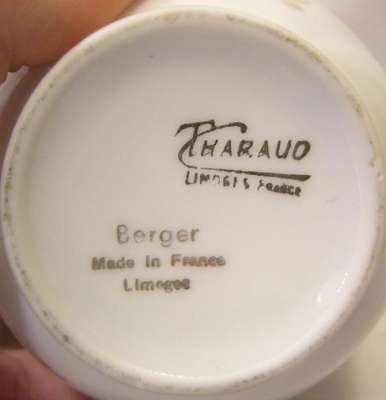 THARAUD
LIMOGES FRANCE
Berger
Made in France
Limoges